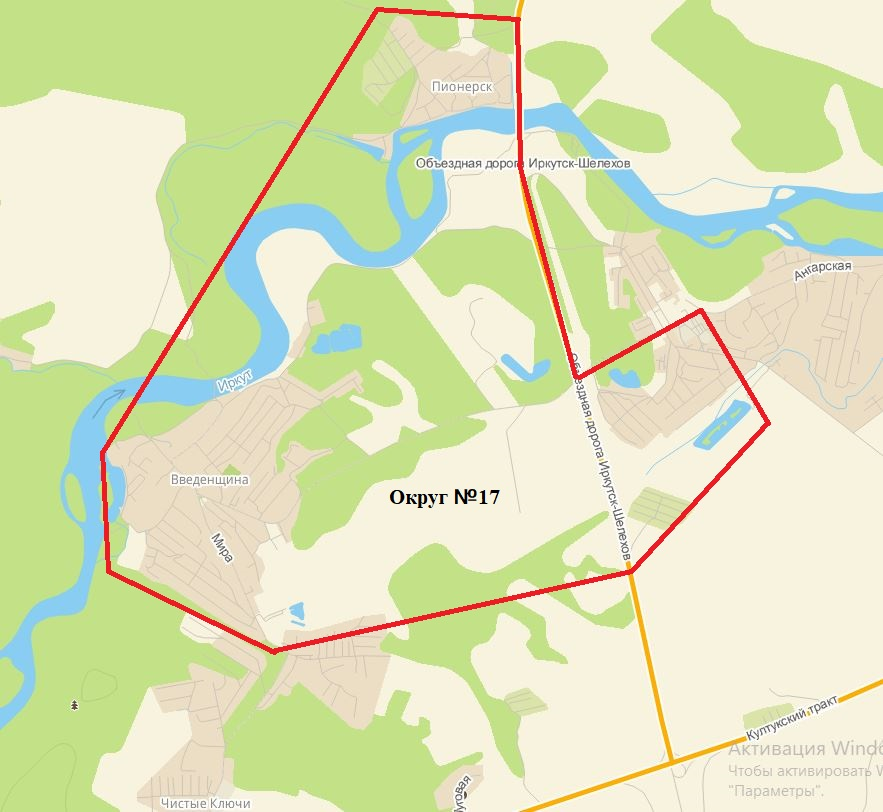 Пионерск
Объездная дорога Иркутск-Шелехов
Ангарская
Иркут
Объездная дорога Иркутск-Шелехов
Введенщина
Округ №17
Мира
Култукский тракт
Активация Windo
Чтобы активировать W
"Параметры".
уговая
Чистые Ключи